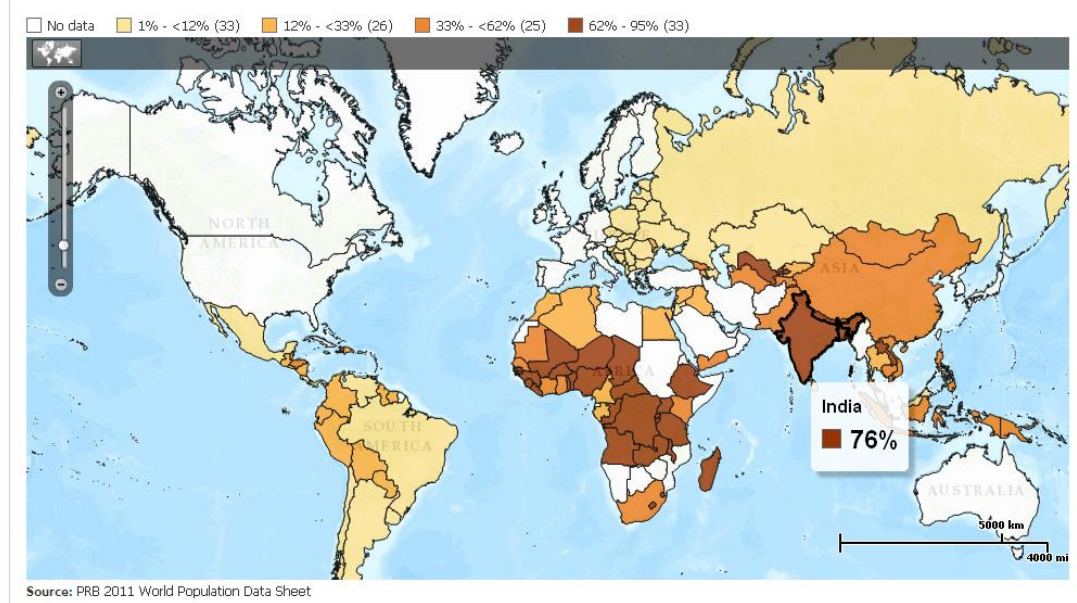 No data 1% - <12% (33) 12% - <33% (26) 33% - <62% (25) 62% - 95% (33)
NORTH
AMERICA
ASIA
AFRICA
India
76%
SOUTH
AMERICA
AUSTRALIA
5000 km
4000 mi
Source: PRB 2011 World Population Data Sheet